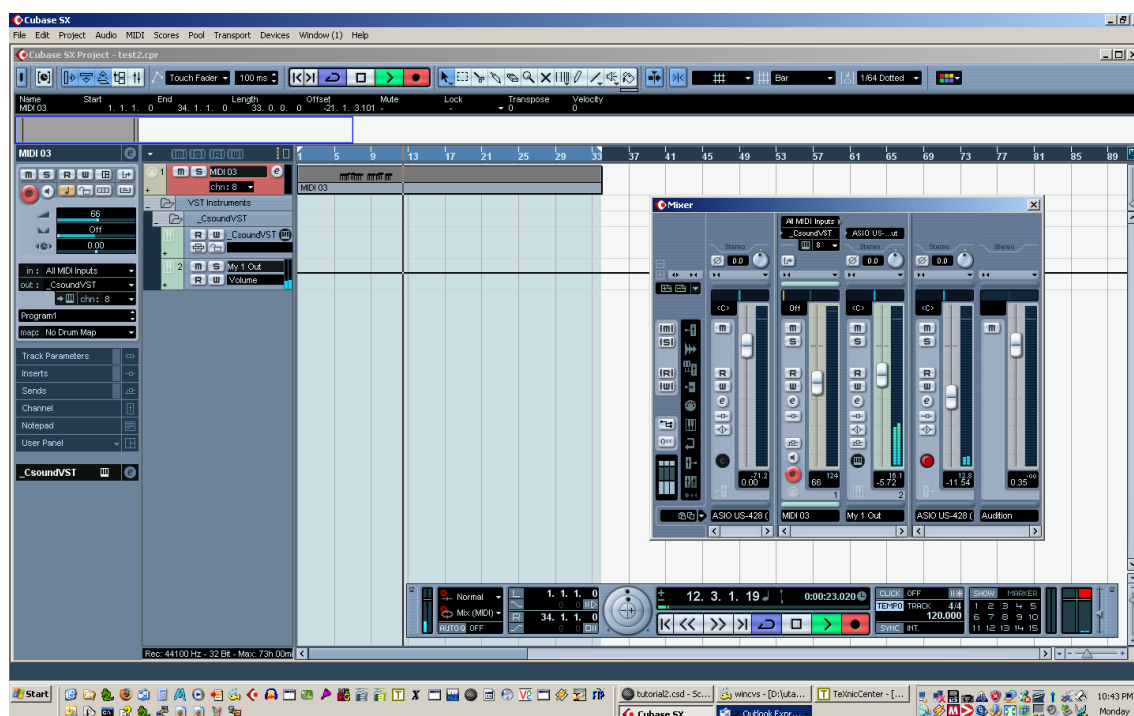 Cubase SX
File Edit Project Audio MIDI Scores Pool Transport Devices Window (1) Help
Cubase SX Project - test2.cpr
Touch Fader 100 ms Bar 1/64 Dotted
Name Start End Length Offset Mute Lock Transpose Velocity
MIDI 03 1. 1. 1. 0 34. 1. 1. 0 33. 0. 0. 0 -21. 1. 3.101 - - 0 0
MIDI 03
1 5 9 13 17 21 25 29 33 37 41 45 49 53 57 61 65 69 73 77 81 85 89
M S R W
1 M S MIDI 03
chn: 8
MIDI 03
VST Instruments
66
_CsoundVST
Off
R W _CsoundVST
0.00
2 M S My 1 Out
R W Volume
in : All MIDI Inputs
out : _CsoundVST
chn: 8
Program1
map: No Drum Map
Track Parameters
Inserts
Sends
Channel
Notepad
User Panel
_CsoundVST
Mixer
All MIDI Inputs
_CsoundVST ASIO US-...ut
8
Stereo Stereo Stereo Stereo
0.0 0.0 0.0
<C> Off <C> <C>
-71.2 124 -16.1 -12.8 -oo
0.00 66 -5.72 -11.54 0.35
1 2
ASIO US-428 ( MIDI 03 My 1 Out ASIO US-428 ( Audition
Normal
Mix (MIDI)
AUTO Q OFF
L 1. 1. 1. 0
R 34. 1. 1. 0
12. 3. 1. 19 0:00:23.020
CLICK OFF
TEMPO TRACK 4/4
120.000
SYNC INT.
SHOW MARKER
1 2 3 4 5
6 7 8 9 10
11 12 13 14 15
Rec: 44100 Hz - 32 Bit - Max: 73h 00mi
Start
tutorial2.csd - Sc...
wincvs - [D:\uta...
TeXnicCenter - [...
10:43 PM
Cubase SX
Outlook Expr...
Monday